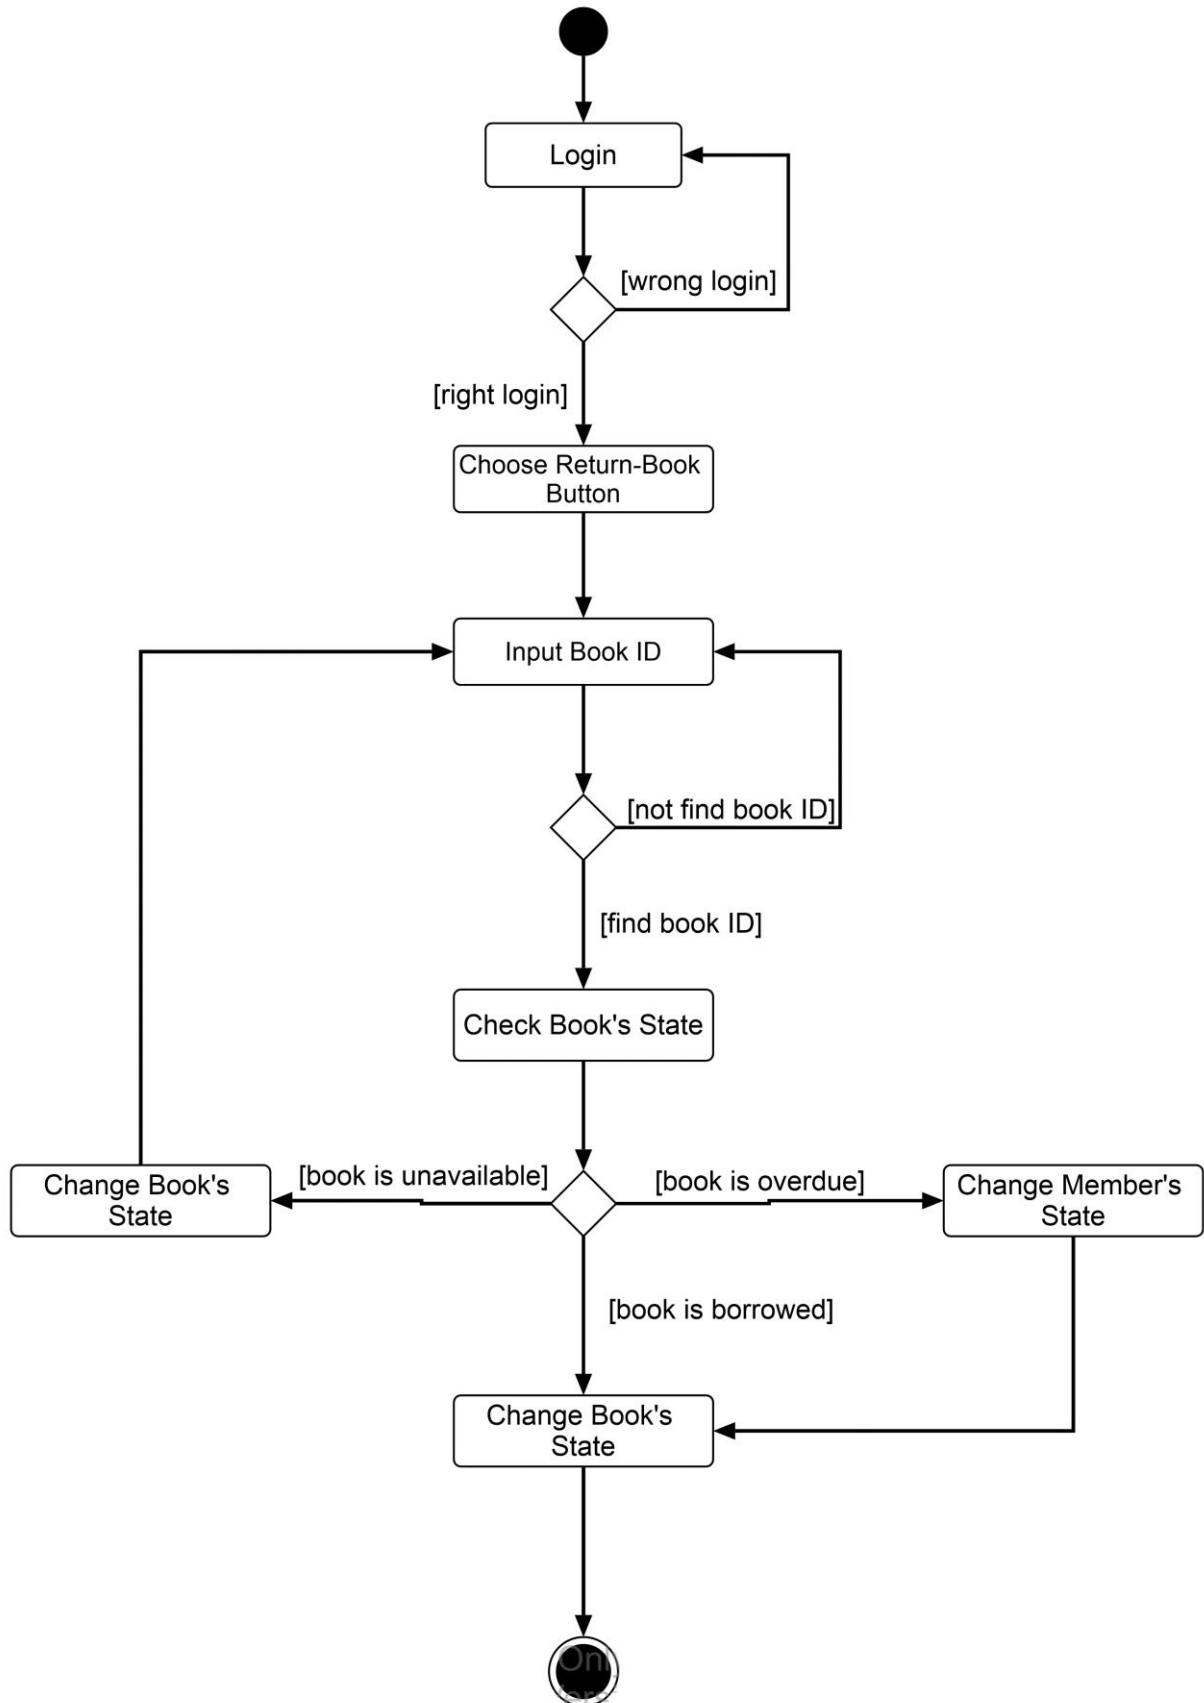 Login
[wrong login]
[right login]
Choose Return-Book
Button
Input Book ID
[not find book ID]
[find book ID]
Check Book's State
[book is unavailable]
[book is overdue]
Change Book's
State
Change Member's
State
[book is borrowed]
Change Book's
State